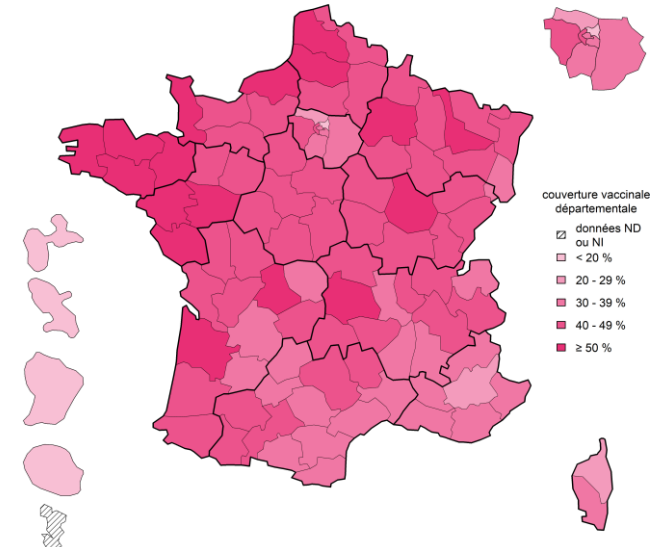 couverture vaccinale
départementale
données ND
ou NI
< 20 %
20 - 29 %
30 - 39 %
40 - 49 %
≥ 50 %